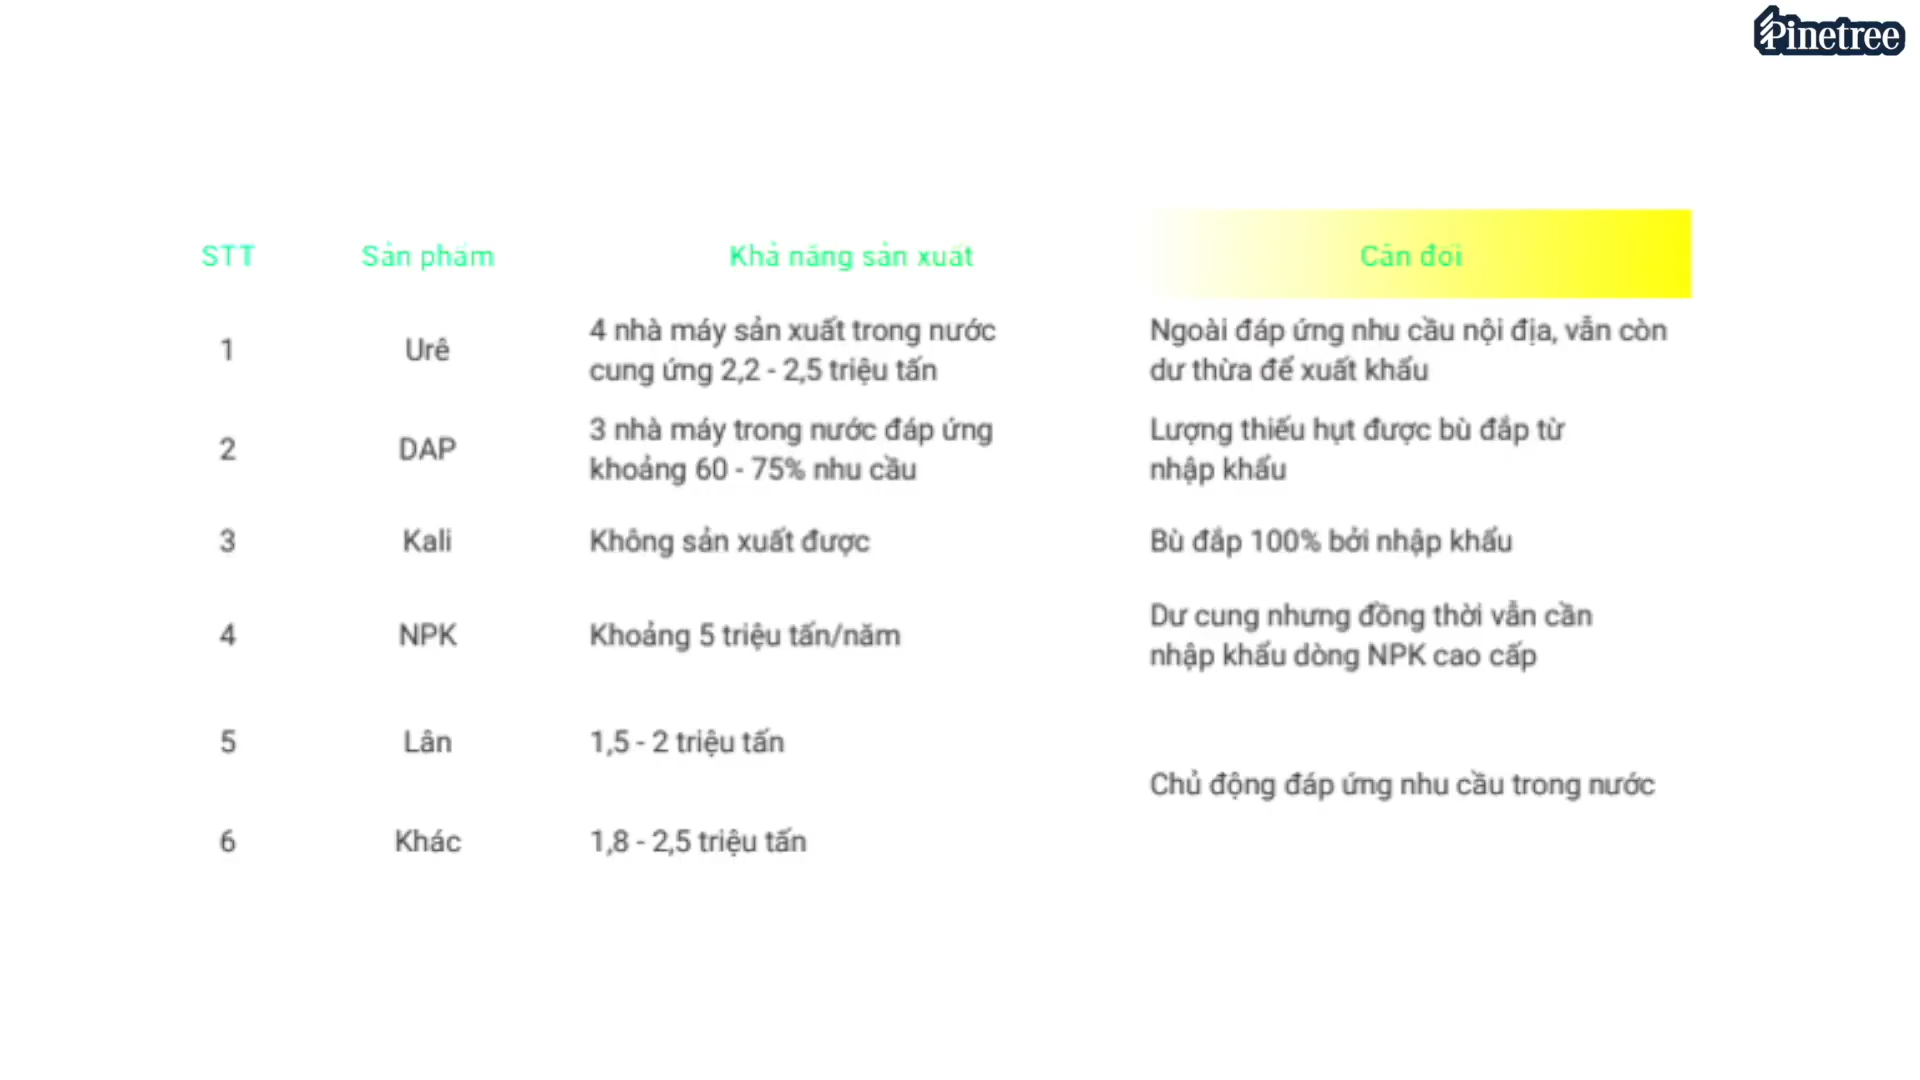 Pinetree
STT Sản phẩm Khả năng sản xuất Cân đối
1 Urê 4 nhà máy sản xuất trong nước cung ứng 2,2 - 2,5 triệu tấn Ngoài đáp ứng nhu cầu nội địa, vẫn còn dư thừa để xuất khẩu
2 DAP 3 nhà máy trong nước đáp ứng khoảng 60 - 75% nhu cầu Lượng thiếu hụt được bù đắp từ nhập khẩu
3 Kali Không sản xuất được Bù đắp 100% bởi nhập khẩu
4 NPK Khoảng 5 triệu tấn/năm Dư cung nhưng đồng thời vẫn cần nhập khẩu dòng NPK cao cấp
5 Lân 1,5 - 2 triệu tấn
Chủ động đáp ứng nhu cầu trong nước
6 Khác 1,8 - 2,5 triệu tấn